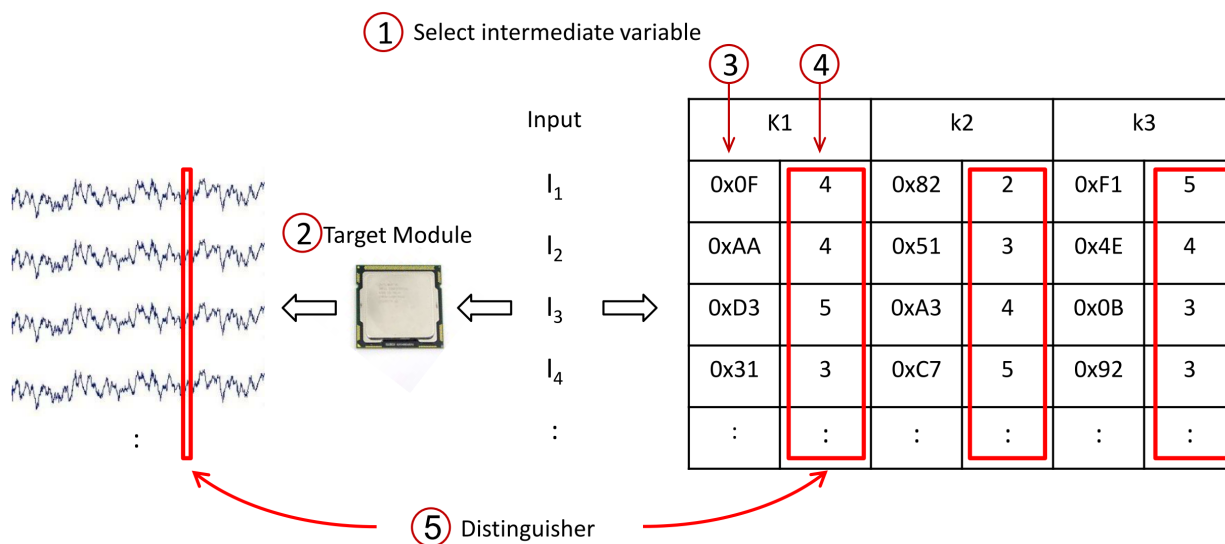 ① Select intermediate variable
③ ④
Input K1 k2 k3
I1 0x0F 4 0x82 2 0xF1 5
② Target Module
I2 0xAA 4 0x51 3 0x4E 4
I3 0xD3 5 0xA3 4 0x0B 3
I4 0x31 3 0xC7 5 0x92 3
: : : : : : : :
⑤ Distinguisher